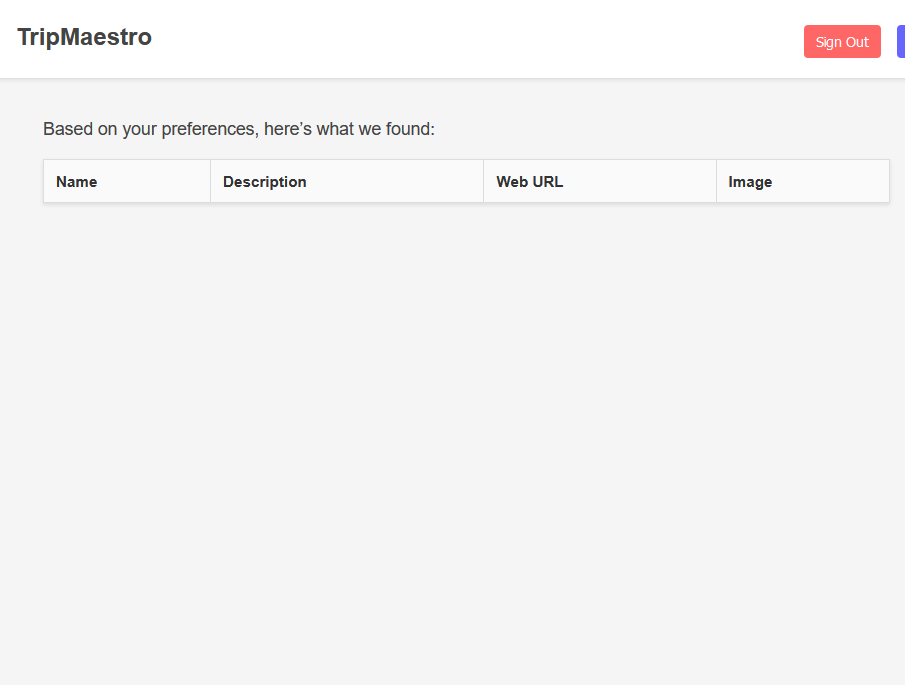 TripMaestro
Sign Out
Based on your preferences, here’s what we found:
Name Description Web URL Image